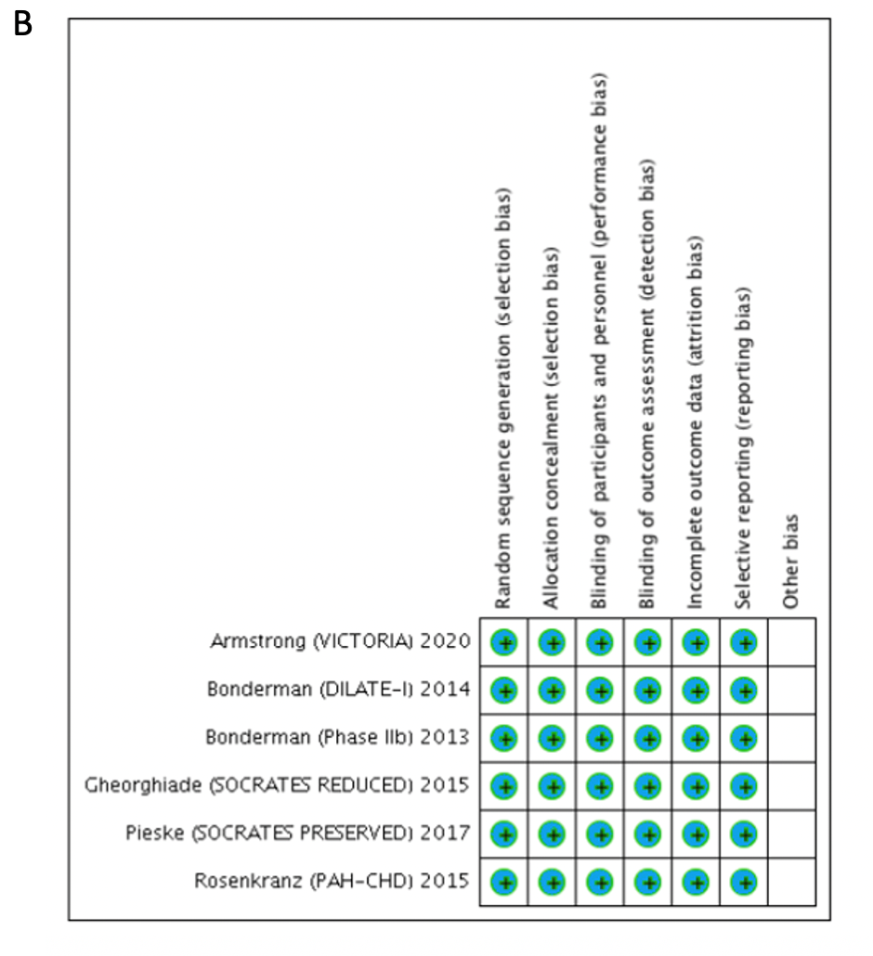 B
Random sequence generation (selection bias)
Allocation concealment (selection bias)
Blinding of participants and personnel (performance bias)
Blinding of outcome assessment (detection bias)
Incomplete outcome data (attrition bias)
Selective reporting (reporting bias)
Other bias
Armstrong (VICTORIA) 2020 + + + + + +
Bonderman (DILATE-I) 2014 + + + + + +
Bonderman (Phase IIb) 2013 + + + + + +
Gheorghiade (SOCRATES REDUCED) 2015 + + + + + +
Pieske (SOCRATES PRESERVED) 2017 + + + + + +
Rosenkranz (PAH-CHD) 2015 + + + + + +